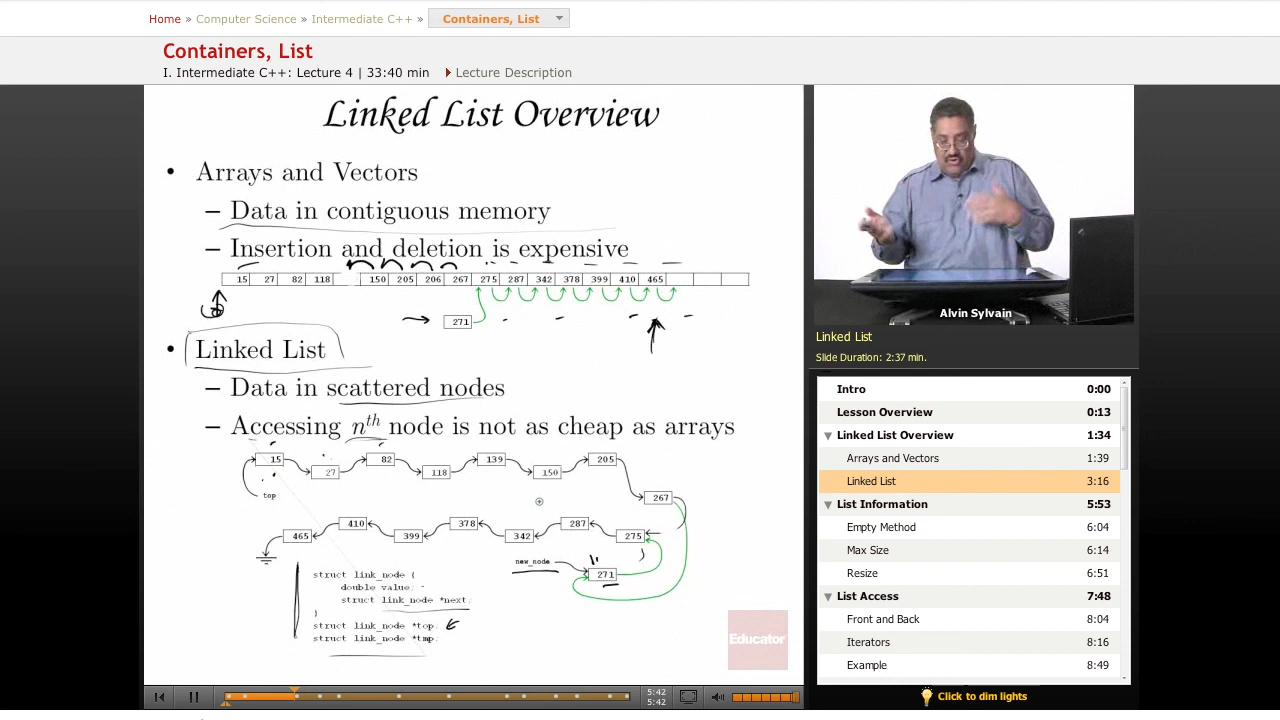 Home » Computer Science » Intermediate C++ » Containers, List
Containers, List
I. Intermediate C++: Lecture 4 | 33:40 min Lecture Description
Linked List Overview
• Arrays and Vectors
– Data in contiguous memory
– Insertion and deletion is expensive
15 27 82 118 150 205 206 267 275 287 342 378 399 410 465
271
• Linked List
– Data in scattered nodes
– Accessing nth node is not as cheap as arrays
15 82 139 205
27 118 150
top
267
410 378 287
465 399 342 275
new_node
271
struct link_node {
double value;
struct link_node *next;
}
struct link_node *top;
struct link_node *tmp;
Educator
5:42
5:42
Alvin Sylvain
Linked List
Slide Duration: 2:37 min.
Intro 0:00
Lesson Overview 0:13
Linked List Overview 1:34
Arrays and Vectors 1:39
Linked List 3:16
List Information 5:53
Empty Method 6:04
Max Size 6:14
Resize 6:51
List Access 7:48
Front and Back 8:04
Iterators 8:16
Example 8:49
Click to dim lights